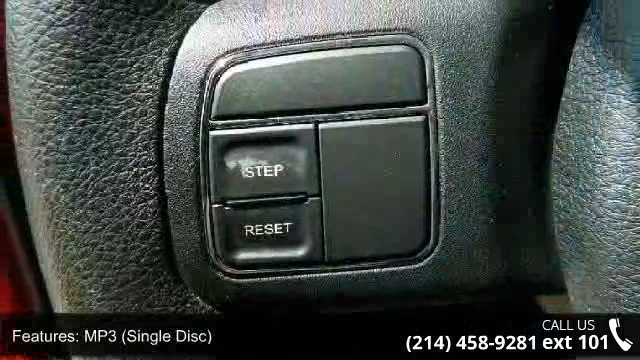 STEP
RESET
Features: MP3 (Single Disc)
CALL US
(214) 458-9281 ext 101